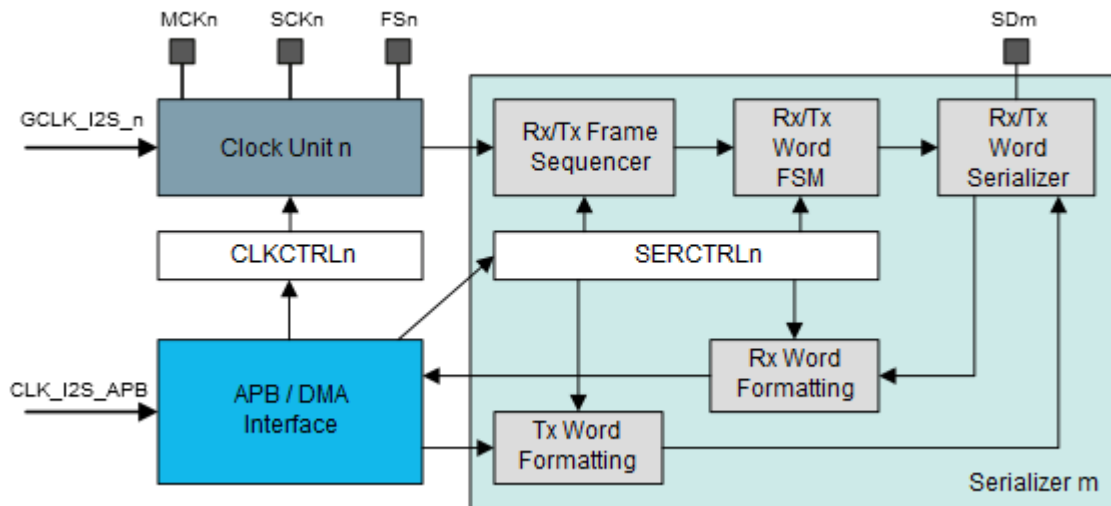 MCKn
SCKn
FSn
SDm
GCLK_I2S_n
Clock Unit n
Rx/Tx Frame
Sequencer
Rx/Tx
Word
FSM
Rx/Tx
Word
Serializer
CLKCTRLn
SERCTRLn
CLK_I2S_APB
APB / DMA
Interface
Rx Word
Formatting
Tx Word
Formatting
Serializer m